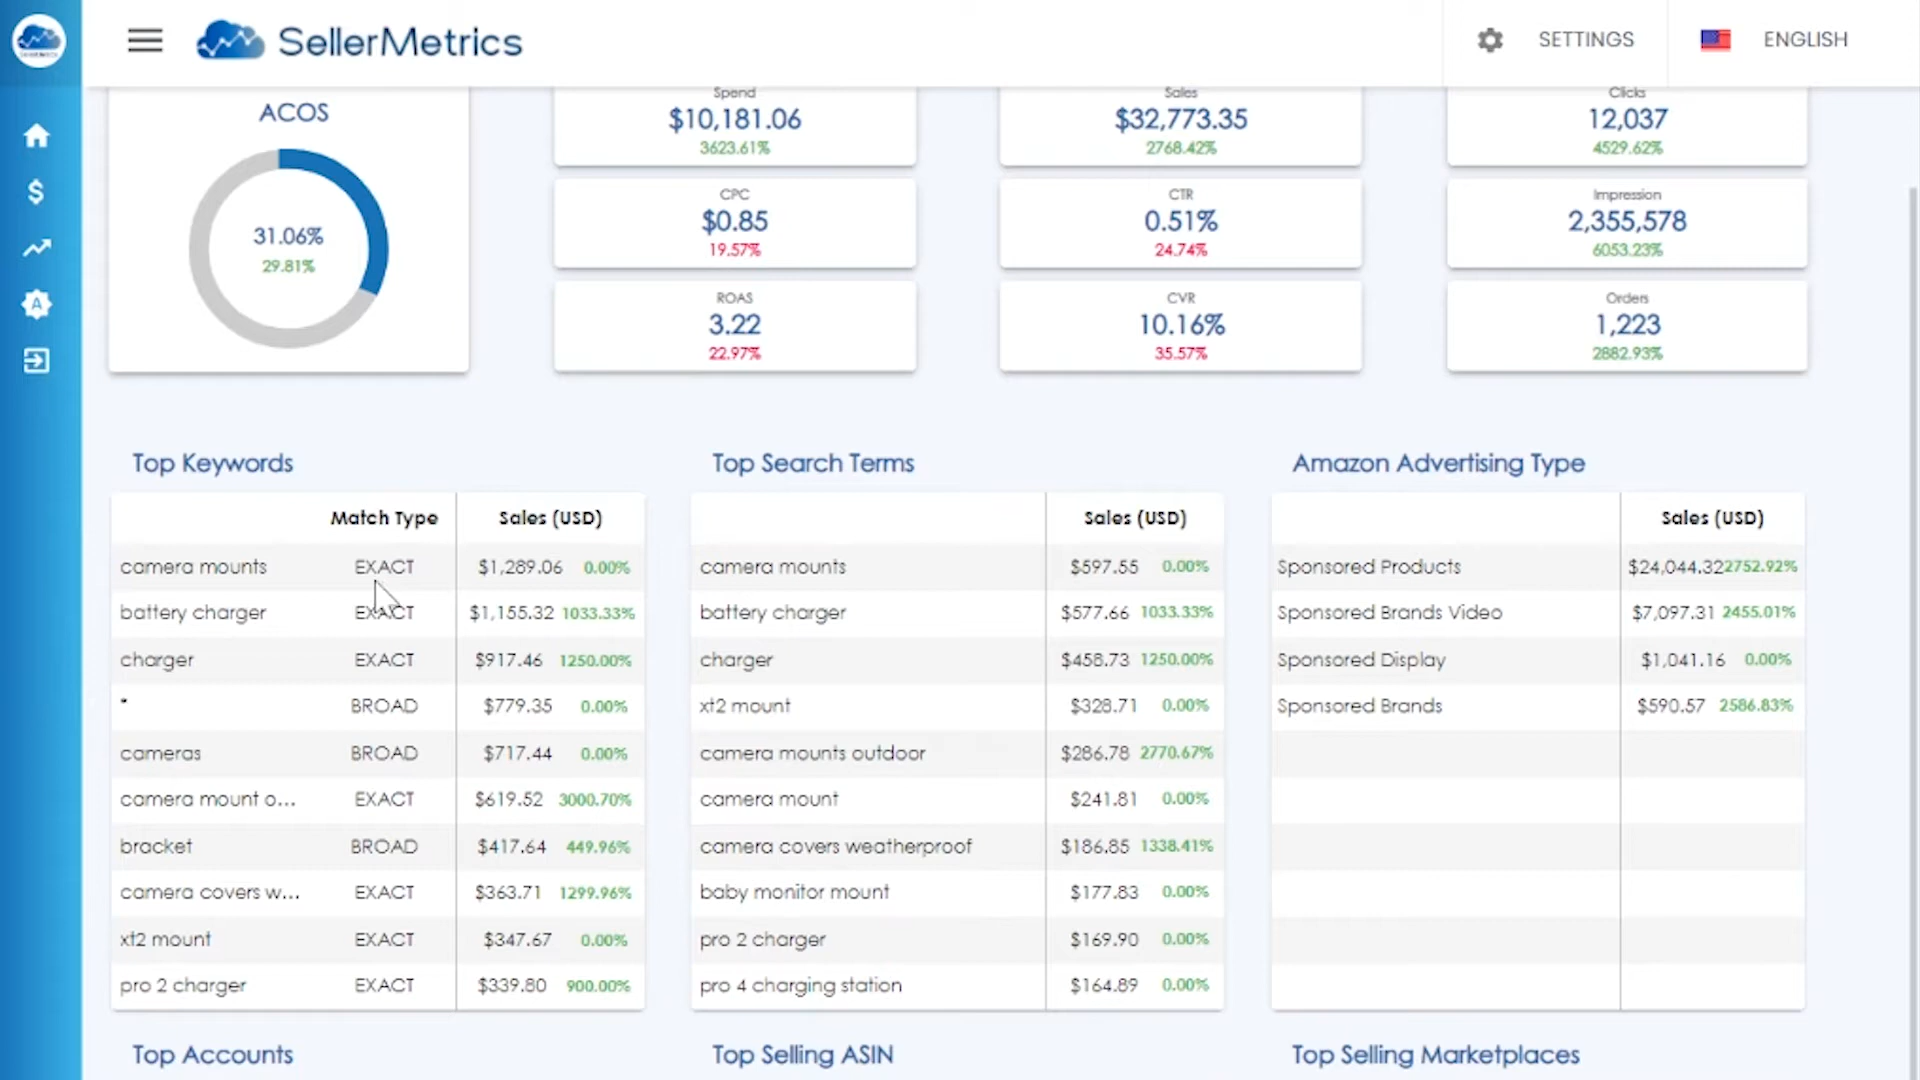 SellerMetrics
SETTINGS
ENGLISH
ACOS
31.06%
29.81%
Spend
$10,181.06
3623.61%
Sales
$32,773.35
2768.42%
Clicks
12,037
4529.62%
CPC
$0.85
19.57%
CTR
0.51%
24.74%
Impression
2,355,578
6053.23%
ROAS
3.22
22.97%
CVR
10.16%
35.57%
Orders
1,223
2882.93%
Top Keywords
Match Type Sales (USD)
camera mounts EXACT $1,289.06 0.00%
battery charger EXACT $1,155.32 1033.33%
charger EXACT $917.46 1250.00%
* BROAD $779.35 0.00%
cameras BROAD $717.44 0.00%
camera mount o... EXACT $619.52 3000.70%
bracket BROAD $417.64 449.96%
camera covers w... EXACT $363.71 1299.96%
xt2 mount EXACT $347.67 0.00%
pro 2 charger EXACT $339.80 900.00%
Top Search Terms
Sales (USD)
camera mounts $597.55 0.00%
battery charger $577.66 1033.33%
charger $458.73 1250.00%
xt2 mount $328.71 0.00%
camera mounts outdoor $286.78 2770.67%
camera mount $241.81 0.00%
camera covers weatherproof $186.85 1338.41%
baby monitor mount $177.83 0.00%
pro 2 charger $169.90 0.00%
pro 4 charging station $164.89 0.00%
Amazon Advertising Type
Sales (USD)
Sponsored Products $24,044.32 2752.92%
Sponsored Brands Video $7,097.31 2455.01%
Sponsored Display $1,041.16 0.00%
Sponsored Brands $590.57 2586.83%
Top Accounts
Top Selling ASIN
Top Selling Marketplaces